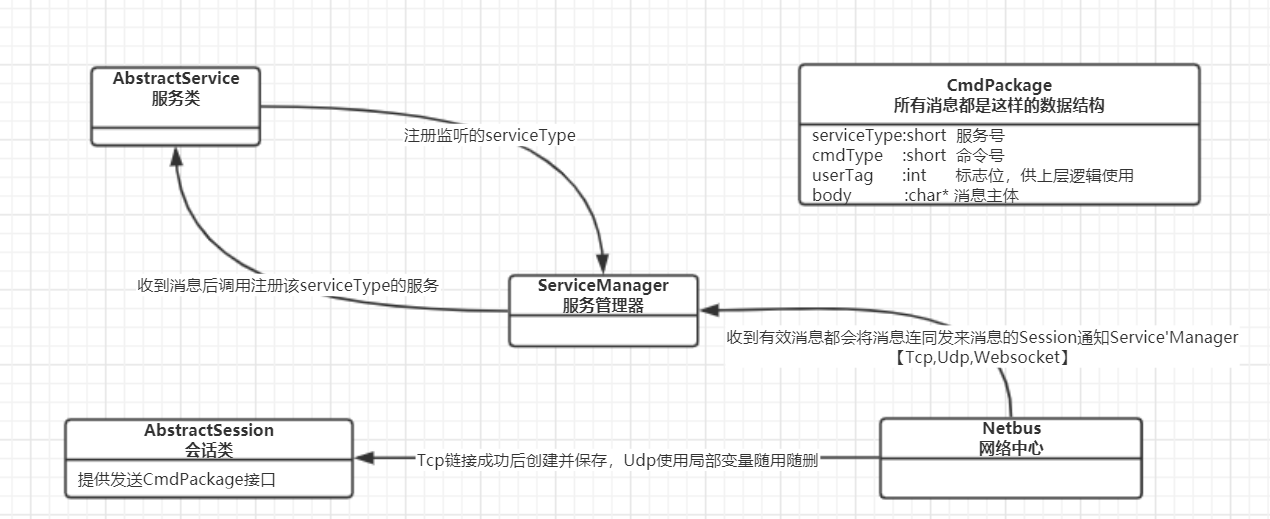 AbstractService
服务类
注册监听的serviceType
CmdPackage
所有消息都是这样的数据结构
serviceType:short 服务号
cmdType :short 命令号
userTag :int 标志位，供上层逻辑使用
body :char* 消息主体
收到消息后调用注册该serviceType的服务
ServiceManager
服务管理器
收到有效消息都会将消息连同发来消息的Session通知Service'Manager
【Tcp,Udp,Websocket】
AbstractSession
会话类
提供发送CmdPackage接口
Tcp链接成功后创建并保存，Udp使用局部变量随用随删
Netbus
网络中心